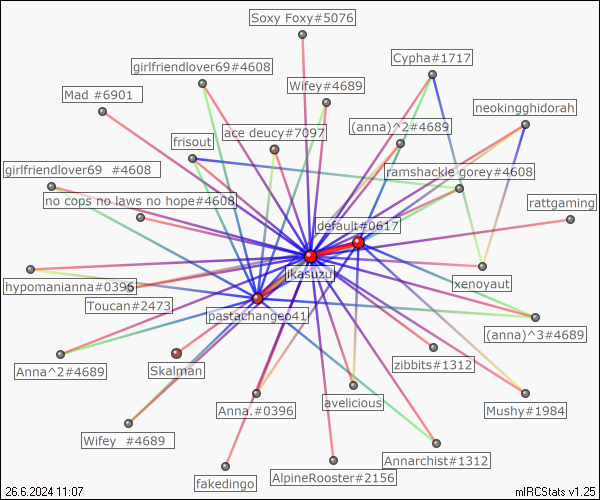 Soxy Foxy#5076
Cypha#1717
girlfriendlover69#4608
Wifey#4689
Mad #6901
neokingghidorah
(anna)^2#4689
ace deucy#7097
frisout
girlfriendlover69  #4608
ramshackle gorey#4608
no cops no laws no hope#4608
rattgaming
default#0617
jkasuzu
xenoyaut
hypomanianna#0396
Toucan#2473
pastachangeo41
(anna)^3#4689
Skalman
zibbits#1312
Anna^2#4689
avelicious
Anna.#0396
Mushy#1984
Wifey  #4689
Annarchist#1312
fakedingo
AlpineRooster#2156
26.6.2024 11:07
mIRCStats v1.25